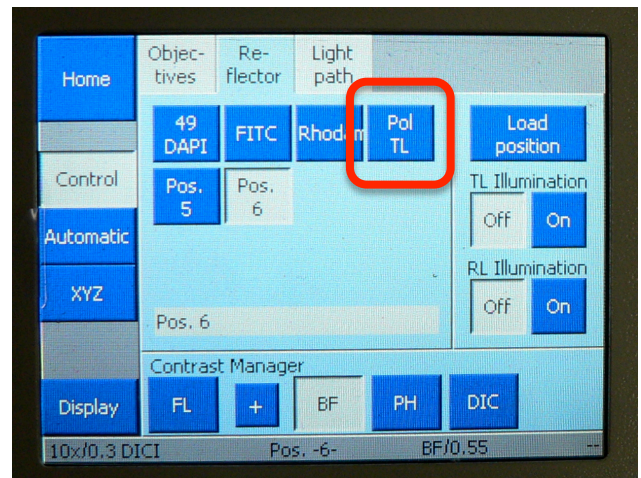 Home
Objec-
tives
Re-
flector
Light
path
49
DAPI
FITC
Rhodam
Pol
TL
Load
position
Control
Pos.
5
Pos.
6
TL Illumination
Off
On
Automatic
RL Illumination
XYZ
Off
On
Pos. 6
Contrast Manager
Display
FL
+
BF
PH
DIC
10x/0.3 DICI
Pos. -6-
BF/0.55
--